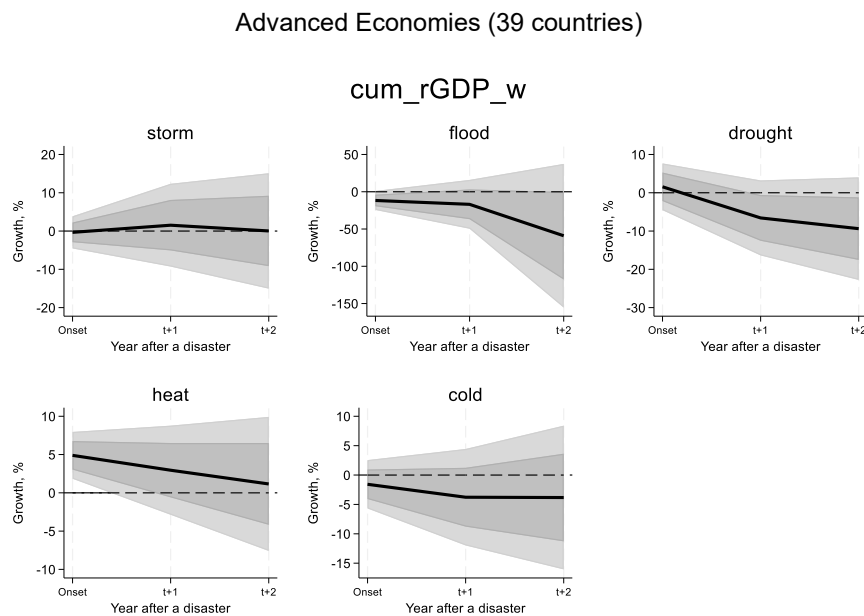 Advanced Economies (39 countries)
cum_rGDP_w
storm
20
10
0
-10
-20
Growth, %
Onset t+1 t+2
Year after a disaster
flood
50
0
-50
-100
-150
Growth, %
Onset t+1 t+2
Year after a disaster
drought
10
0
-10
-20
-30
Growth, %
Onset t+1 t+2
Year after a disaster
heat
10
5
0
-5
-10
Growth, %
Onset t+1 t+2
Year after a disaster
cold
10
5
0
-5
-10
-15
Growth, %
Onset t+1 t+2
Year after a disaster